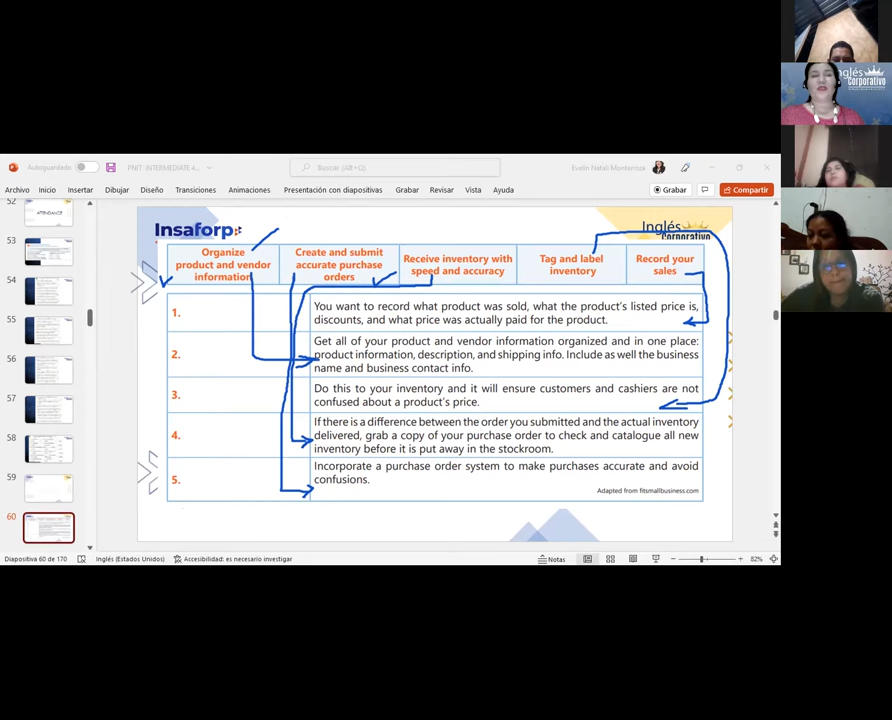 Inglés
Corporativo
Autoguardado
PNIT INTERMEDIATE 4...
Buscar (Alt+Q)
Evelin Natali Monterrosa
Archivo Inicio Insertar Dibujar Diseño Transiciones Animaciones Presentación con diapositivas Grabar Revisar Vista Ayuda
Grabar
Compartir
52
ATENDANCE
53
54
55
56
57
58
59
60
Insaforp
Inglés
Corporativo
Organize
product and vendor
information
Create and submit
accurate purchase
orders
Receive inventory with
speed and accuracy
Tag and label
inventory
Record your
sales
1.
You want to record what product was sold, what the product's listed price is,
discounts, and what price was actually paid for the product.
2.
Get all of your product and vendor information organized and in one place:
product information, description, and shipping info. Include as well the business
name and business contact info.
3.
Do this to your inventory and it will ensure customers and cashiers are not
confused about a product's price.
4.
If there is a difference between the order you submitted and the actual inventory
delivered, grab a copy of your purchase order to check and catalogue all new
inventory before it is put away in the stockroom.
5.
Incorporate a purchase order system to make purchases accurate and avoid
confusions.
Adapted from fitsmallbusiness.com
Diapositiva 60 de 170
Inglés (Estados Unidos)
Accesibilidad: es necesario investigar
Notas
82%